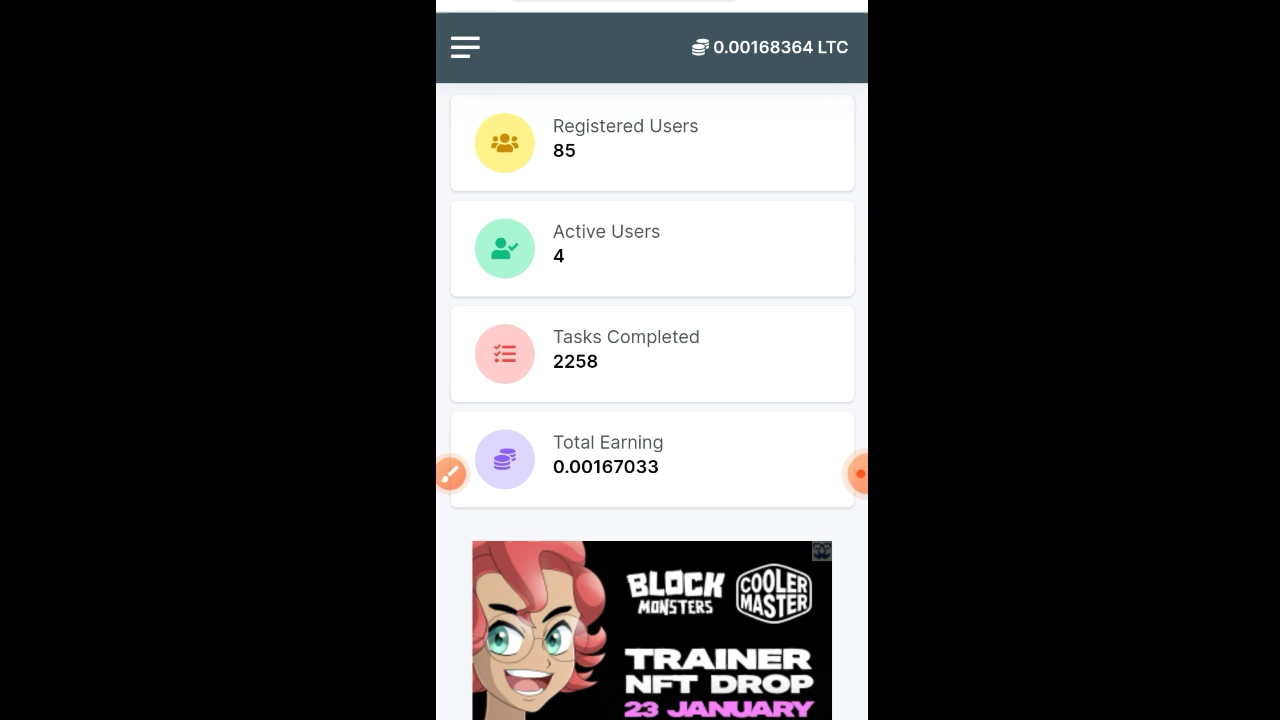 0.00168364 LTC
Registered Users
85
Active Users
4
Tasks Completed
2258
Total Earning
0.00167033
BLOCK MONSTERS
COOLER MASTER
TRAINER
NFT DROP
23 JANUARY